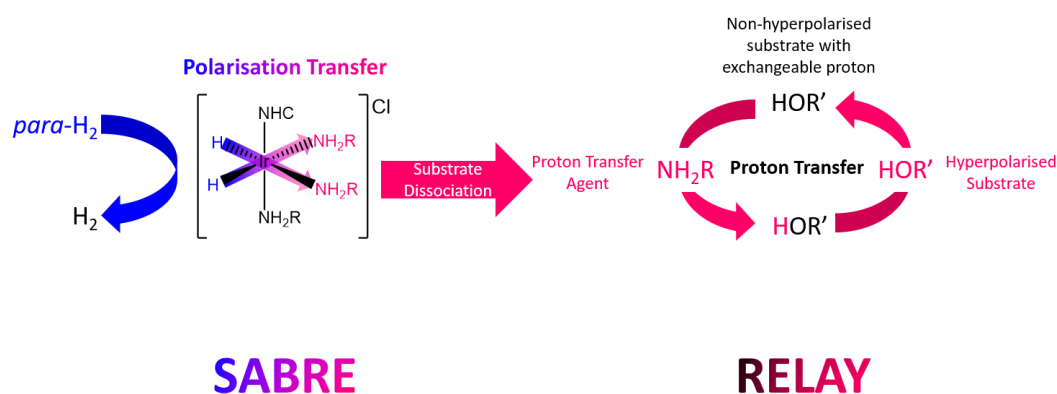 Polarisation Transfer
para-H2
H2
NHC
Cl
H
H
Ir
NH2R
NH2R
NH2R
Substrate
Dissociation
Proton Transfer
Agent
Non-hyperpolarised
substrate with
exchangeable proton
HOR’
NH2R
Proton Transfer
HOR’
Hyperpolarised
Substrate
HOR’
SABRE
RELAY